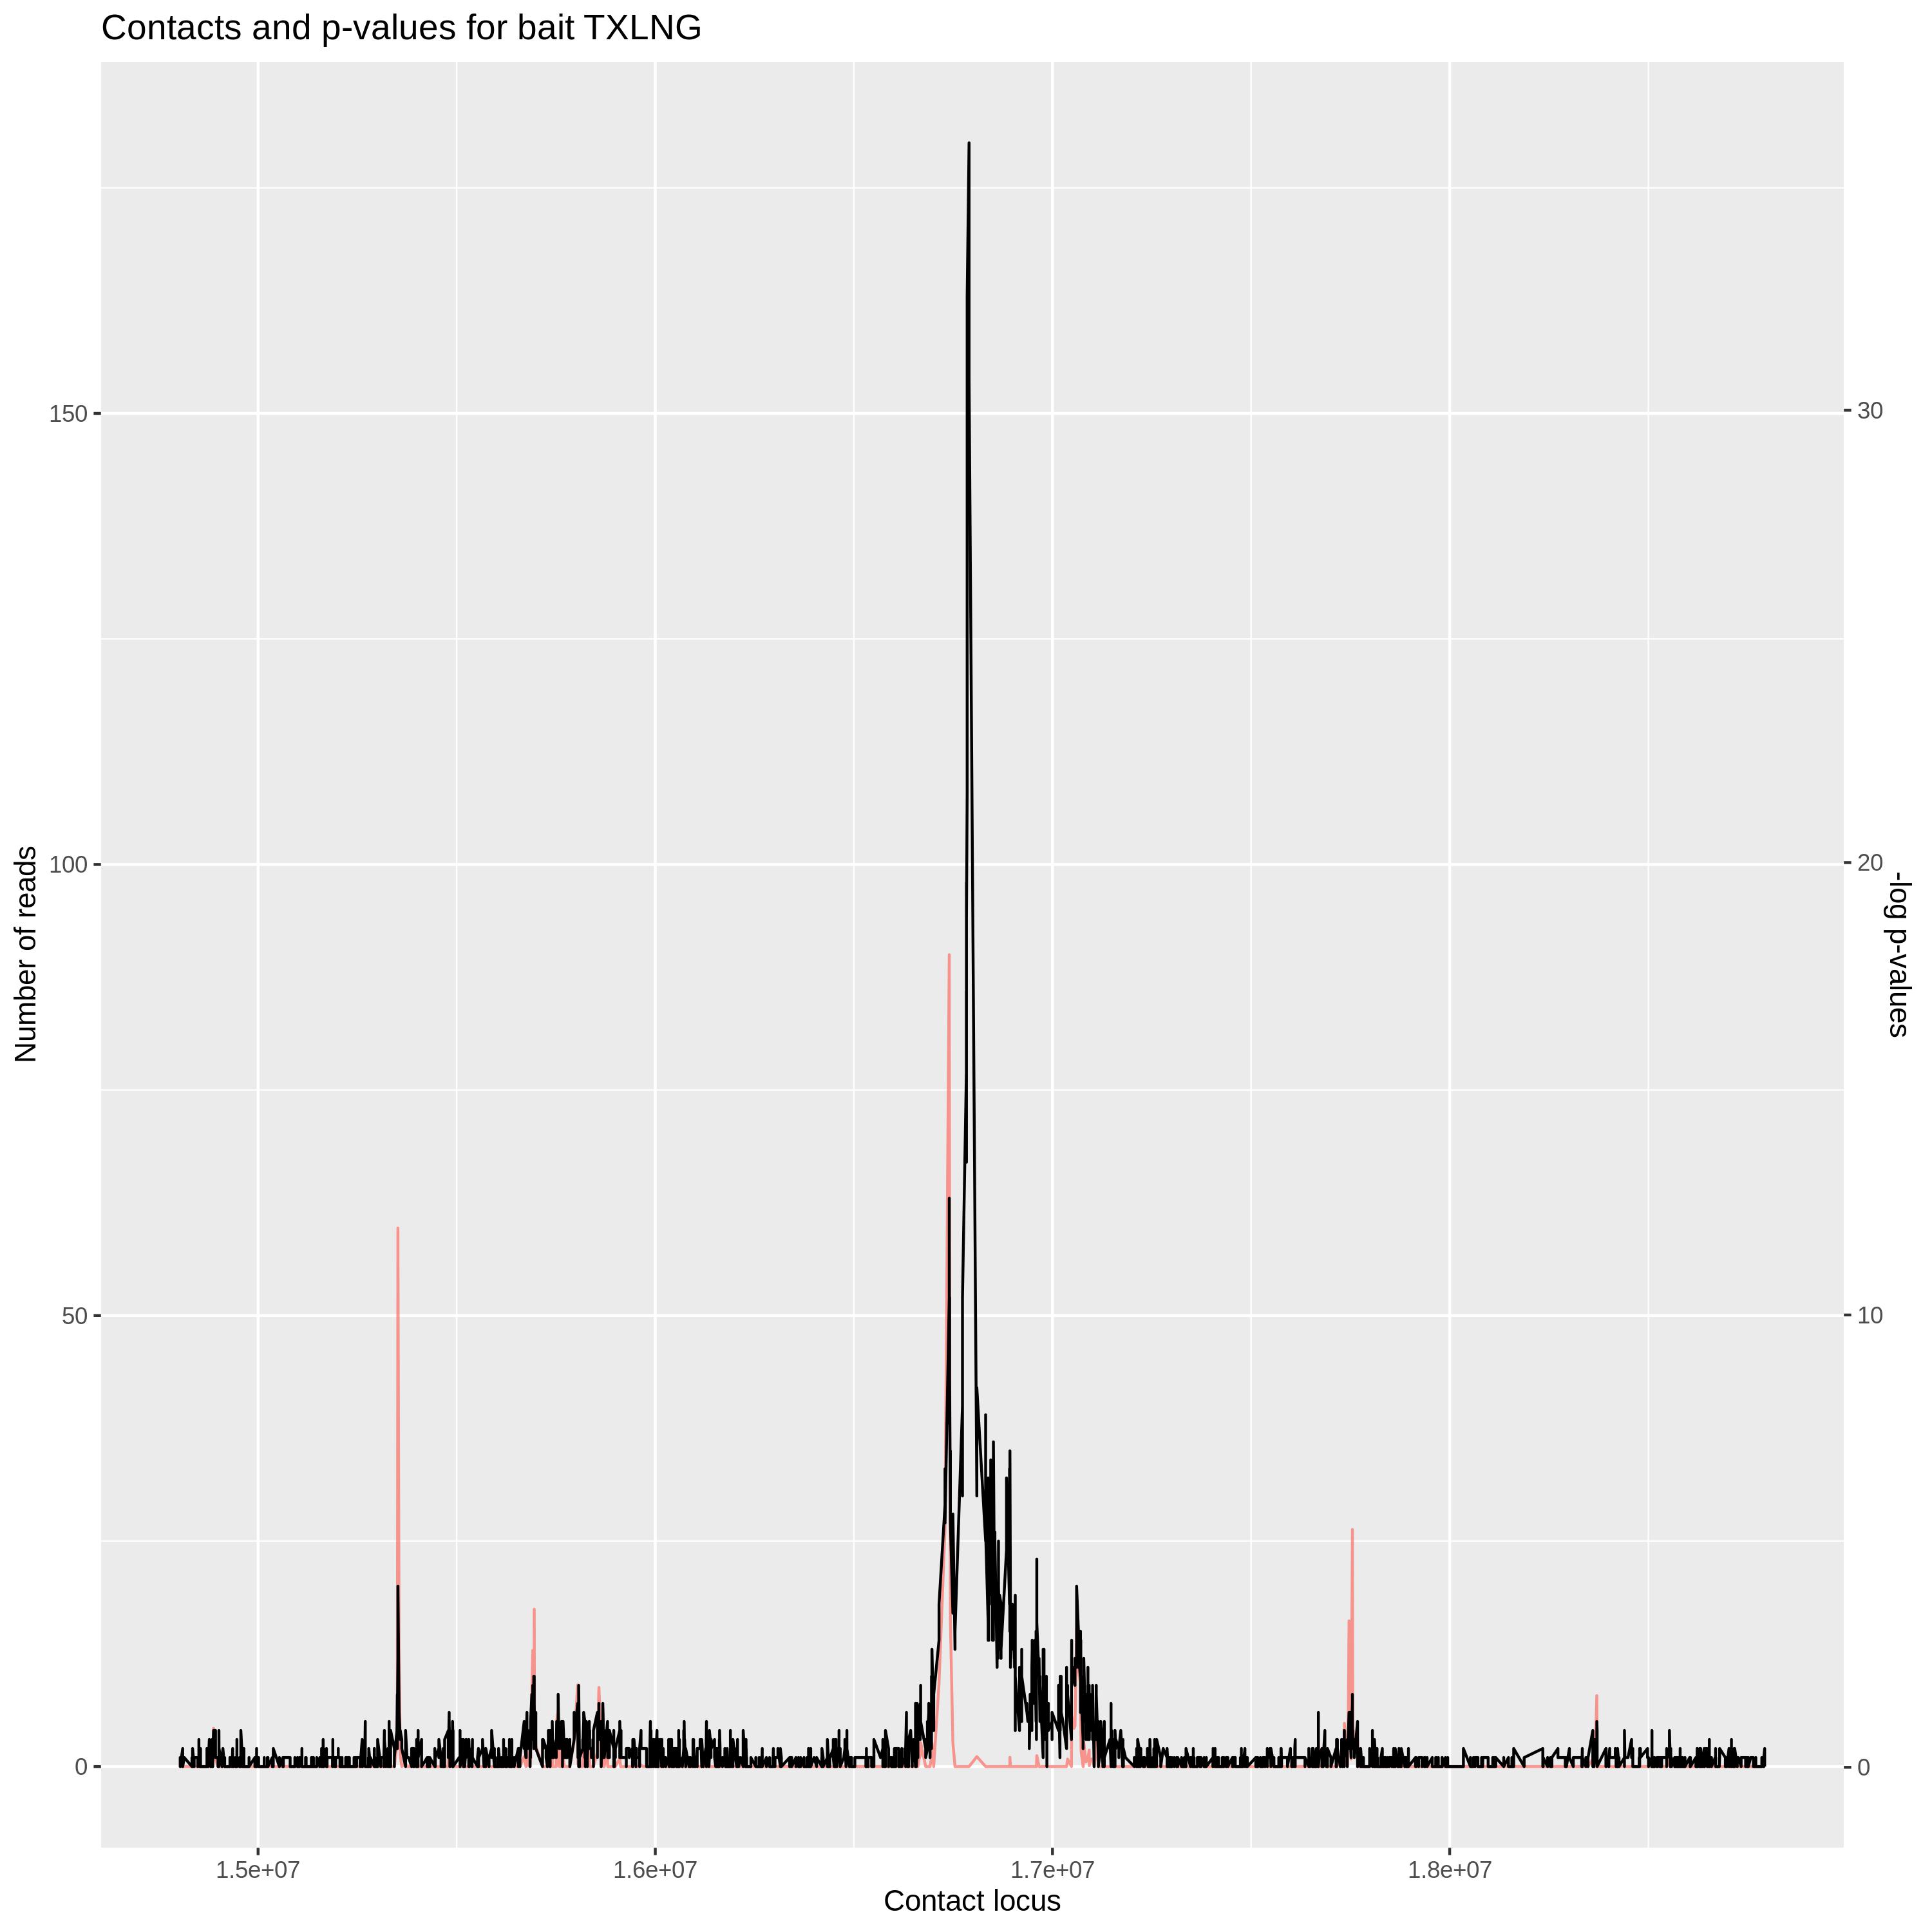 Contacts and p-values for bait TXLNG
Number of reads
150
100
50
0
30
20
10
0
-log p-values
1.5e+07
1.6e+07
1.7e+07
1.8e+07
Contact locus